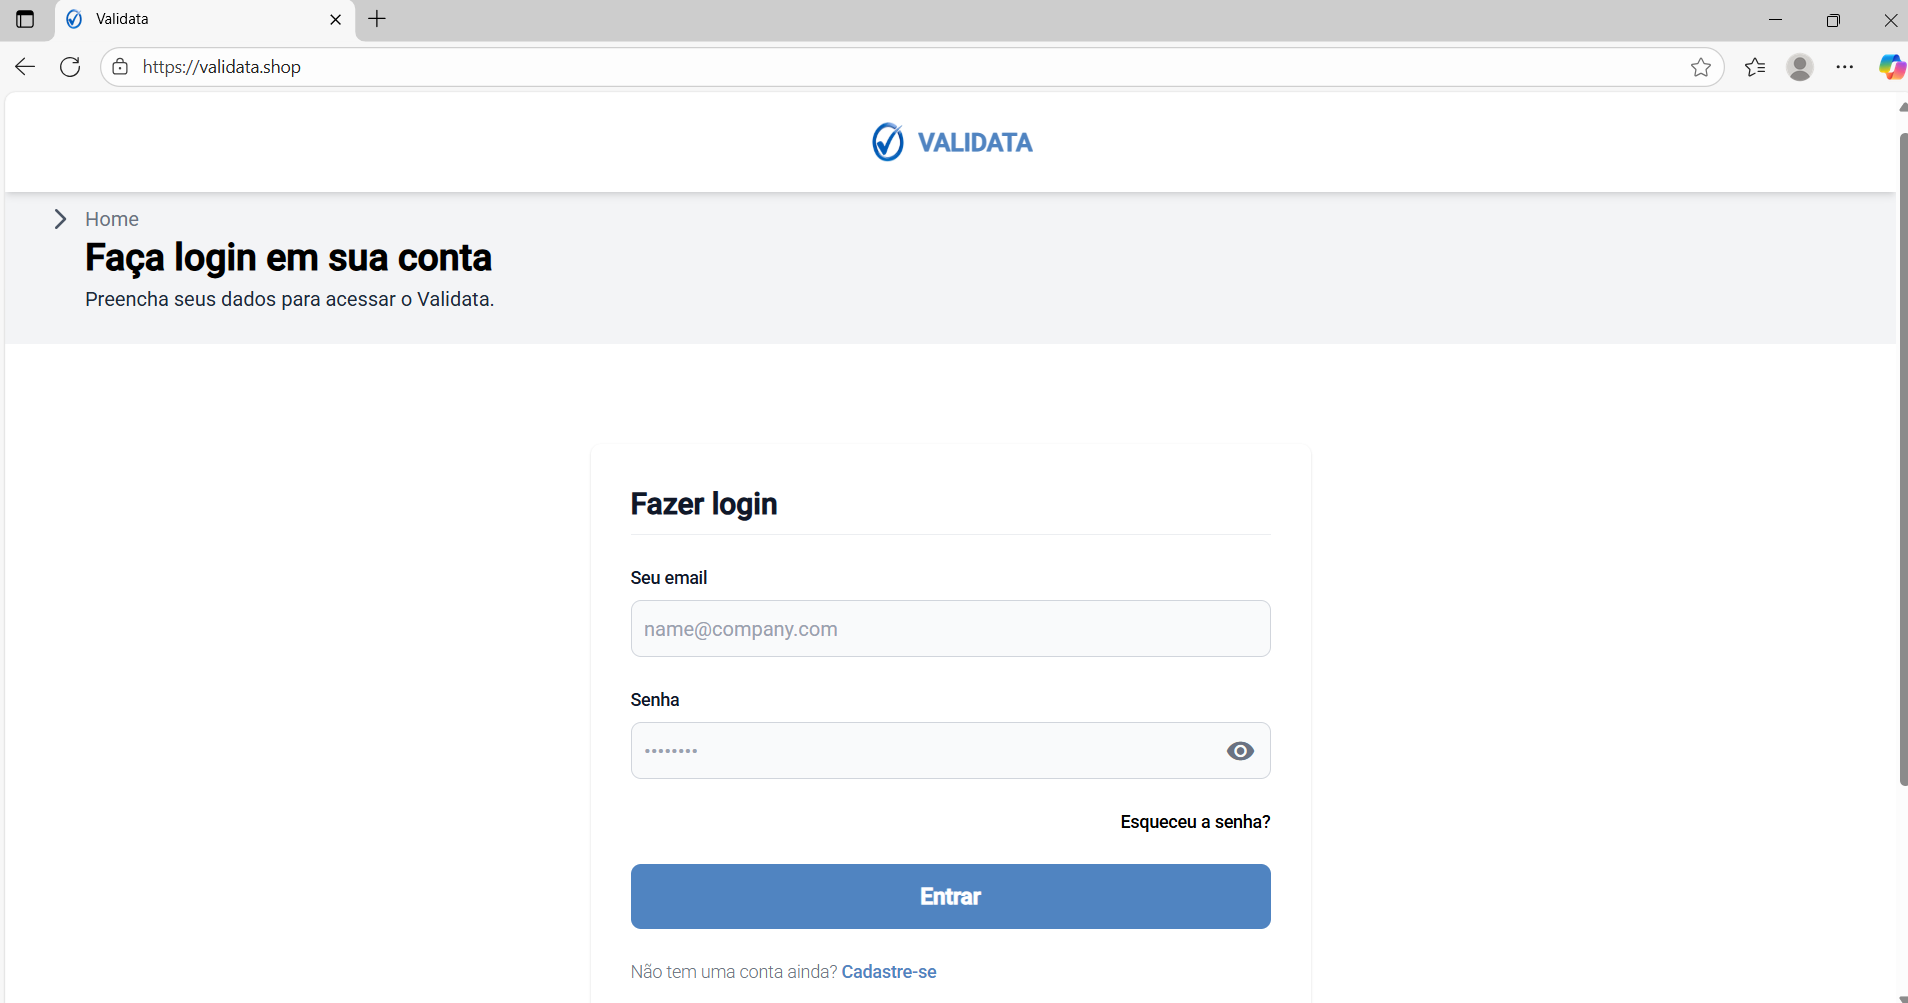 Validata
https://validata.shop
VALIDATA
Home
Faça login em sua conta
Preencha seus dados para acessar o Validata.
Fazer login
Seu email
name@company.com
Senha
••••••••
Esqueceu a senha?
Entrar
Não tem uma conta ainda? Cadastre-se